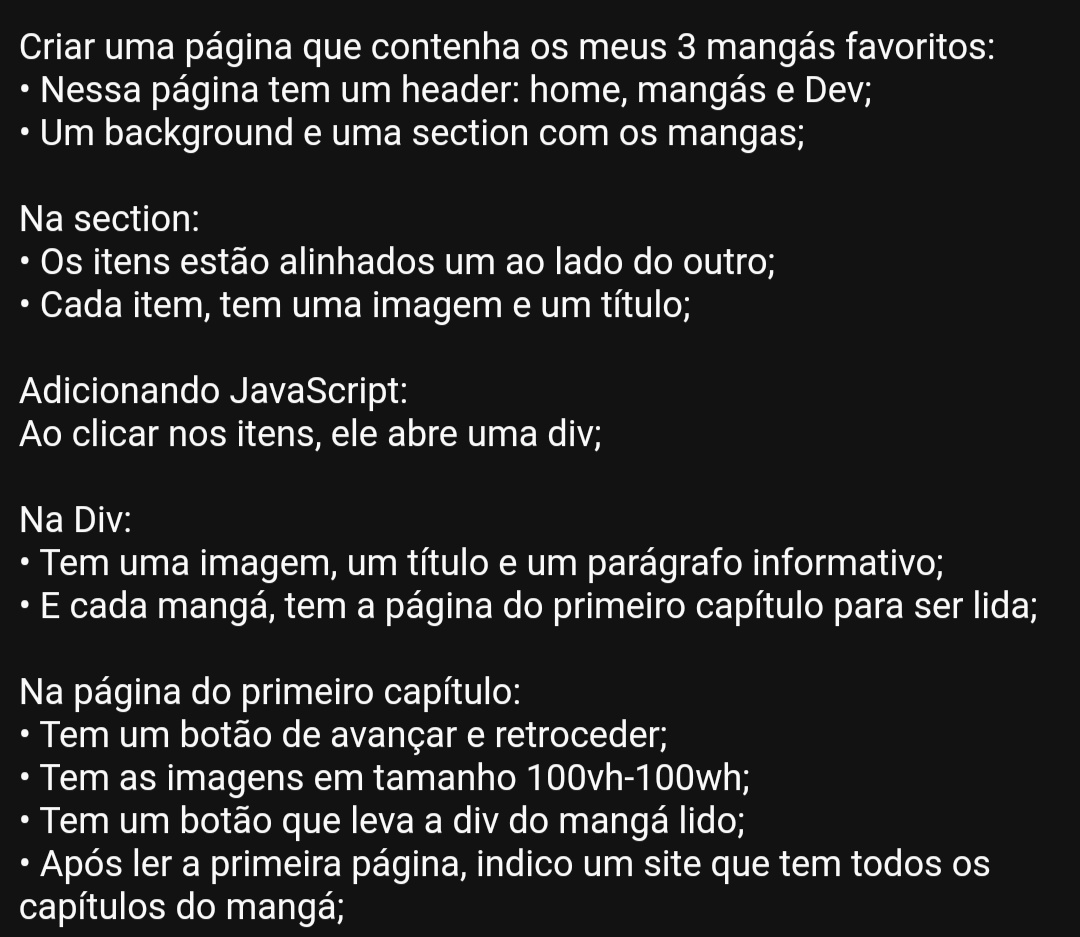 Criar uma página que contenha os meus 3 mangás favoritos:
• Nessa página tem um header: home, mangás e Dev;
• Um background e uma section com os mangas;
Na section:
• Os itens estão alinhados um ao lado do outro;
• Cada item, tem uma imagem e um título;
Adicionando JavaScript:
Ao clicar nos itens, ele abre uma div;
Na Div:
• Tem uma imagem, um título e um parágrafo informativo;
• E cada mangá, tem a página do primeiro capítulo para ser lida;
Na página do primeiro capítulo:
• Tem um botão de avançar e retroceder;
• Tem as imagens em tamanho 100vh-100wh;
• Tem um botão que leva a div do mangá lido;
• Após ler a primeira página, indico um site que tem todos os
capítulos do mangá;